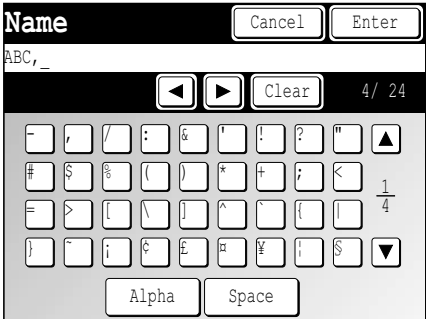 Name Cancel Enter
ABC,_
◄ ► Clear 4/ 24
- , / : & ' ! ? " ▲
# $ % ( ) * + ; <
1
= > [ \ ] ^ ` { |
4
} ~ ¡ ¢ £ ¤ ¥ ¦ § ▼
Alpha Space